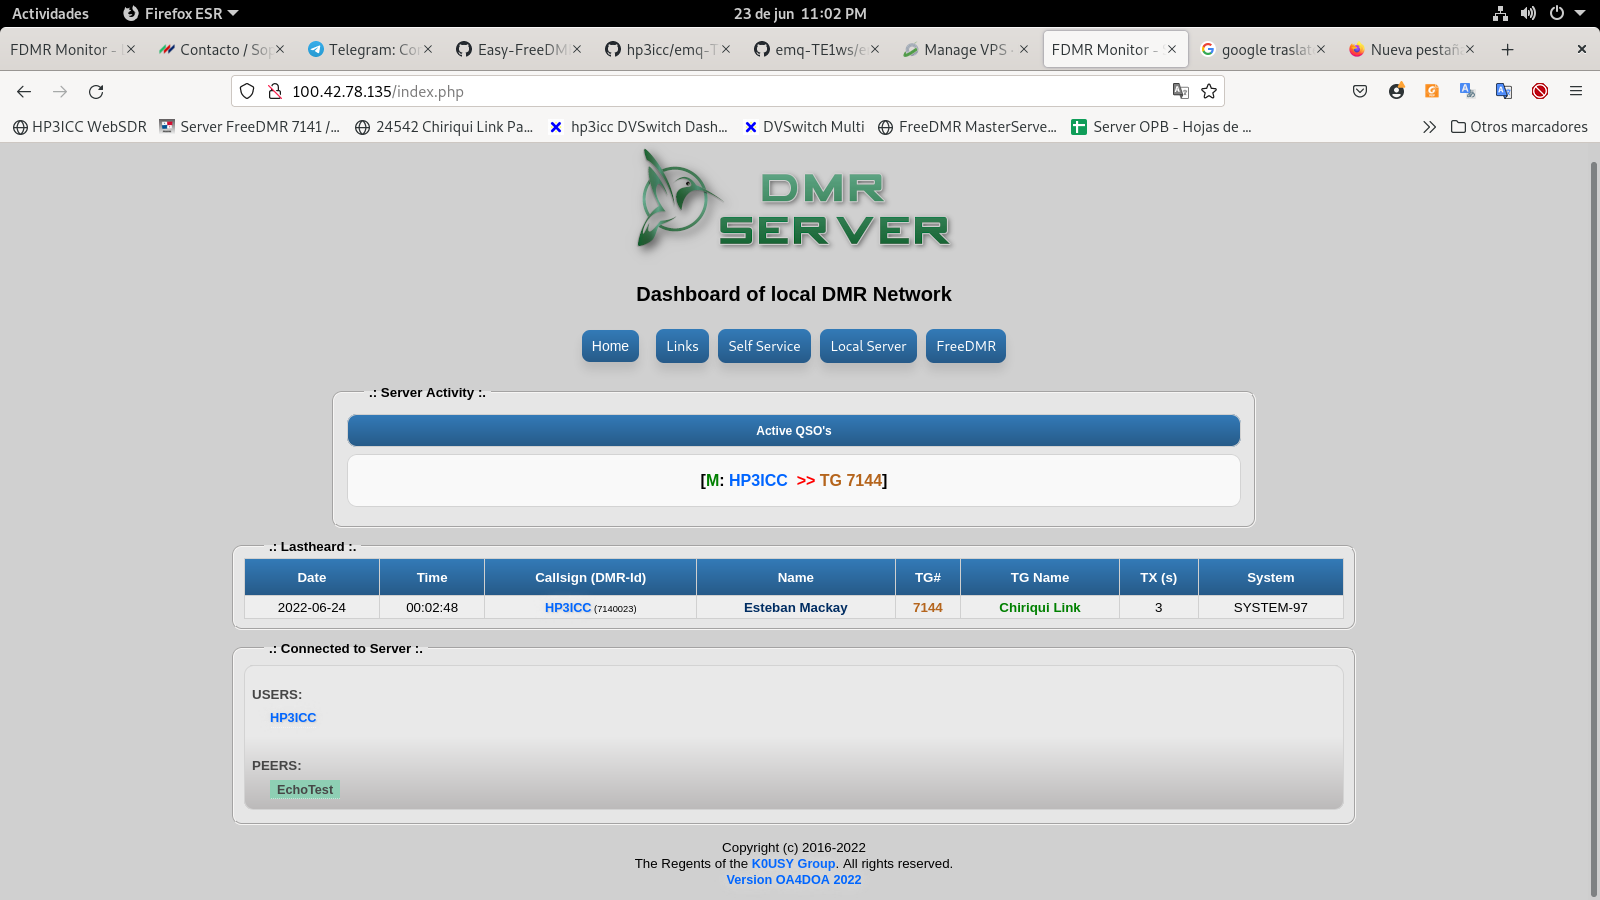 Actividades Firefox ESR 23 de jun 11:02 PM
FDMR Monitor - Contacto / Sop Telegram: Co Easy-FreeDM hp3icc/emq-T emq-TE1ws/e Manage VPS - FDMR Monitor - google traslat Nueva pestaña
100.42.78.135/index.php
HP3ICC WebSDR Server FreeDMR 7141 /... 24542 Chiriqui Link Pa... hp3icc DVSwitch Dash... DVSwitch Multi FreeDMR MasterServe... Server OPB - Hojas de ... Otros marcadores
DMR
SERVER
Dashboard of local DMR Network
Home Links Self Service Local Server FreeDMR
.: Server Activity :.
Active QSO's
[M: HP3ICC >> TG 7144]
.: Lastheard :.
Date Time Callsign (DMR-Id) Name TG# TG Name TX (s) System
2022-06-24 00:02:48 HP3ICC (7140023) Esteban Mackay 7144 Chiriqui Link 3 SYSTEM-97
.: Connected to Server :.
USERS:
HP3ICC
PEERS:
EchoTest
Copyright (c) 2016-2022
The Regents of the K0USY Group. All rights reserved.
Version OA4DOA 2022